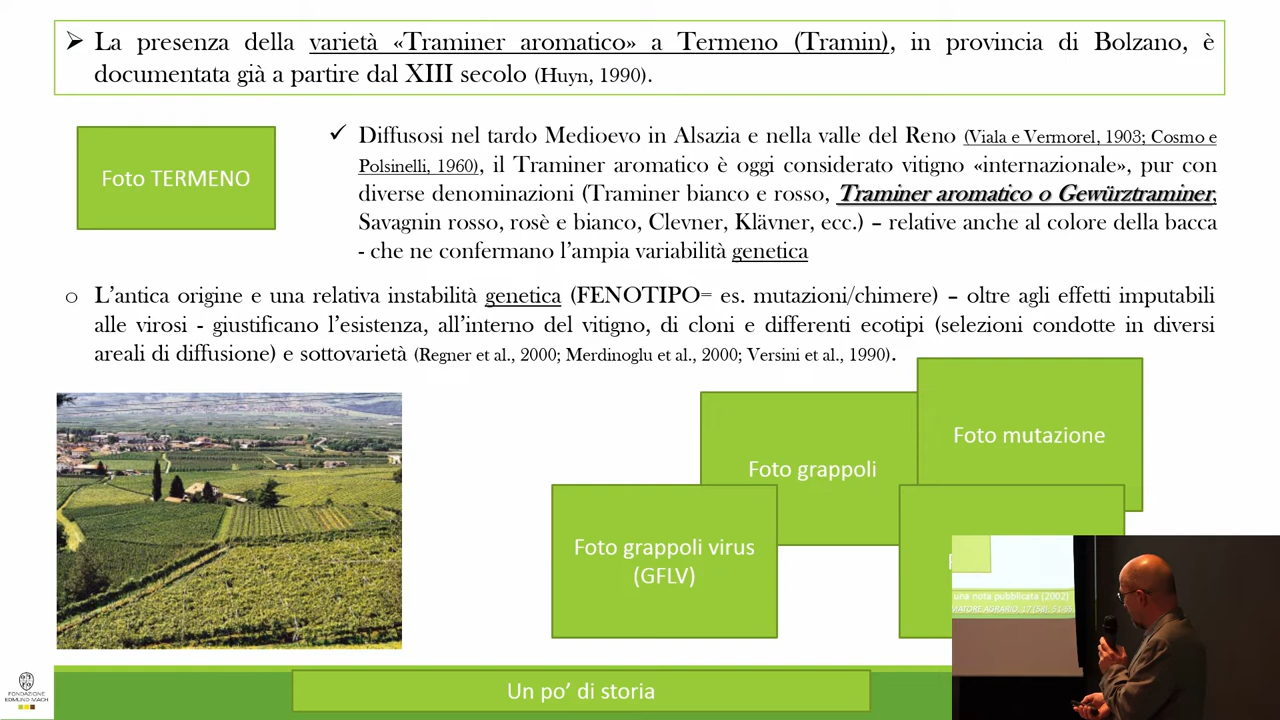 La presenza della varietà «Traminer aromatico» a Termeno (Tramin), in provincia di Bolzano, è
documentata già a partire dal XIII secolo (Huyn, 1990).
Foto TERMENO
Diffusosi nel tardo Medioevo in Alsazia e nella valle del Reno (Viala e Vermorel, 1903; Cosmo e
Polsinelli, 1960), il Traminer aromatico è oggi considerato vitigno «internazionale», pur con
diverse denominazioni (Traminer bianco e rosso, Traminer aromatico o Gewürztraminer,
Savagnin rosso, rosè e bianco, Clevner, Klävner, ecc.) – relative anche al colore della bacca
- che ne confermano l'ampia variabilità genetica
L'antica origine e una relativa instabilità genetica (FENOTIPO= es. mutazioni/chimere) – oltre agli effetti imputabili
alle virosi - giustificano l'esistenza, all'interno del vitigno, di cloni e differenti ecotipi (selezioni condotte in diversi
areali di diffusione) e sottovarietà (Regner et al., 2000; Merdinoglu et al., 2000; Versini et al., 1990).
Foto mutazione
Foto grappoli
Foto grappoli virus
(GFLV)
una nota pubblicata (2002)
Un po' di storia
FONDAZIONE
EDMUND MACH